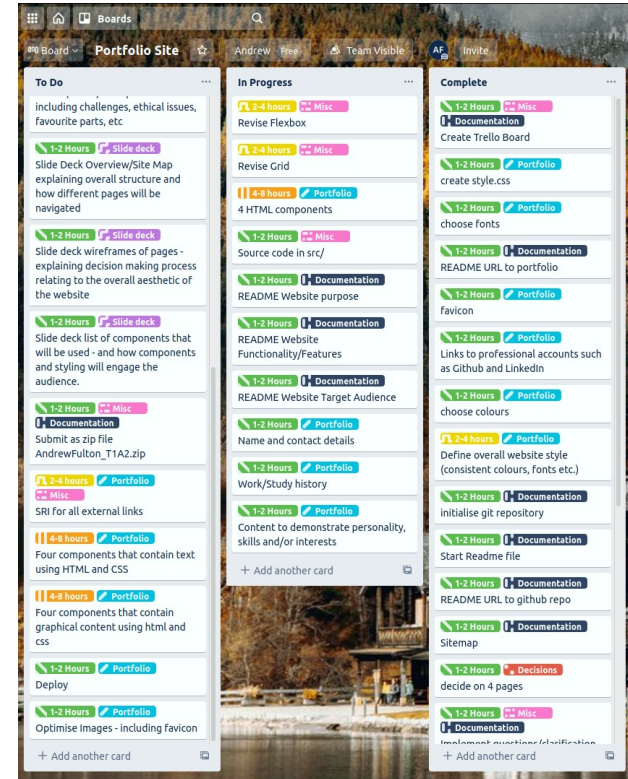 Boards
Board
Portfolio Site
Andrew
Free
Team Visible
AF
Invite
To Do
including challenges, ethical issues,
favourite parts, etc
1-2 Hours Slide deck
Slide Deck Overview/Site Map
explaining overall structure and
how different pages will be
navigated
1-2 Hours Slide deck
Slide deck wireframes of pages -
explaining decision making process
relating to the overall aesthetic of
the website
1-2 Hours Slide deck
Slide deck list of components that
will be used - and how components
and styling will engage the
audience.
1-2 Hours Misc
Documentation
Submit as zip file
AndrewFulton_T1A2.zip
2-4 hours Portfolio
Misc
SRI for all external links
4-8 hours Portfolio
Four components that contain text
using HTML and CSS
4-8 hours Portfolio
Four components that contain
graphical content using html and
css
1-2 Hours Portfolio
Deploy
1-2 Hours Portfolio
Optimise Images - including favicon
+ Add another card
In Progress
2-4 hours Misc
Revise Flexbox
2-4 hours Misc
Revise Grid
4-8 hours Portfolio
4 HTML components
1-2 Hours Misc
Source code in src/
1-2 Hours Documentation
README Website purpose
1-2 Hours Documentation
README Website
Functionality/Features
1-2 Hours Documentation
README Website Target Audience
1-2 Hours Portfolio
Name and contact details
1-2 Hours Portfolio
Work/Study history
1-2 Hours Portfolio
Content to demonstrate personality,
skills and/or interests
+ Add another card
Complete
1-2 Hours Misc
Documentation
Create Trello Board
1-2 Hours Portfolio
create style.css
1-2 Hours Portfolio
choose fonts
1-2 Hours Documentation
README URL to portfolio
1-2 Hours Portfolio
favicon
1-2 Hours Portfolio
Links to professional accounts such
as Github and LinkedIn
1-2 Hours Portfolio
choose colours
2-4 hours Portfolio
Define overall website style
(consistent colours, fonts etc.)
1-2 Hours Documentation
initialise git repository
1-2 Hours Documentation
Start Readme file
1-2 Hours Documentation
README URL to github repo
1-2 Hours Documentation
Sitemap
1-2 Hours Decisions
decide on 4 pages
1-2 Hours Misc
Documentation
Implement questions/clarification
+ Add another card